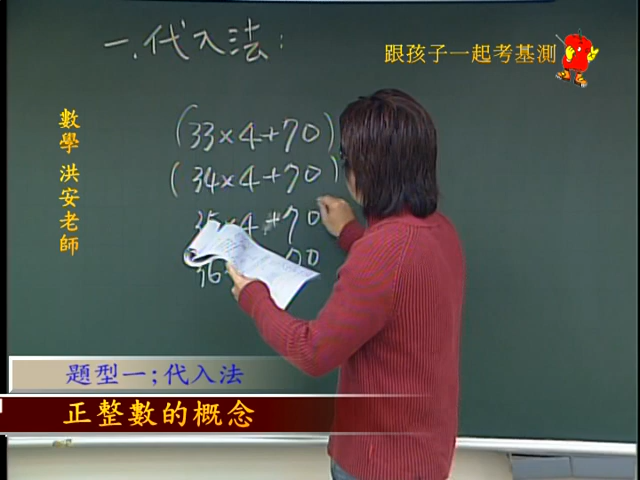 一.代入法:
跟孩子一起考基測
數學 洪安老師
(33×4+70)
(34×4+70)
35×4+70
36
題型一;代入法
正整數的概念